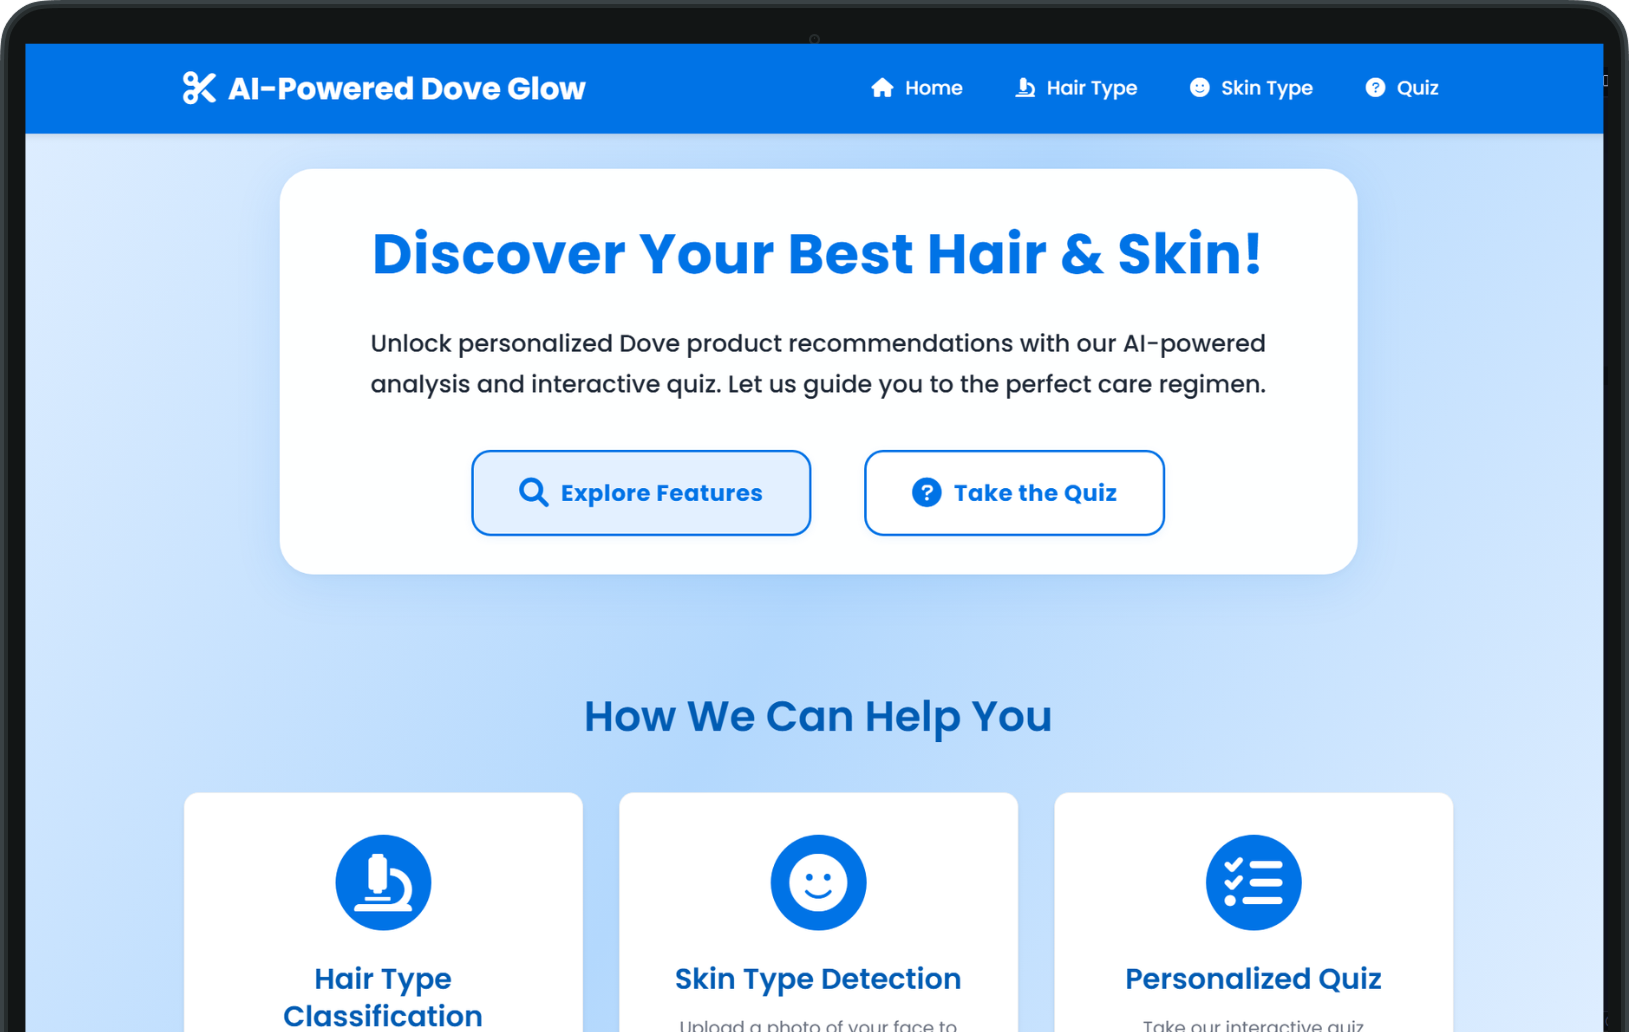 AI-Powered Dove Glow
Home
Hair Type
Skin Type
Quiz
Discover Your Best Hair & Skin!
Unlock personalized Dove product recommendations with our AI-powered
analysis and interactive quiz. Let us guide you to the perfect care regimen.
Explore Features
Take the Quiz
How We Can Help You
Hair Type
Classification
Skin Type Detection
Upload a photo of your face to
Personalized Quiz
Take our interactive quiz